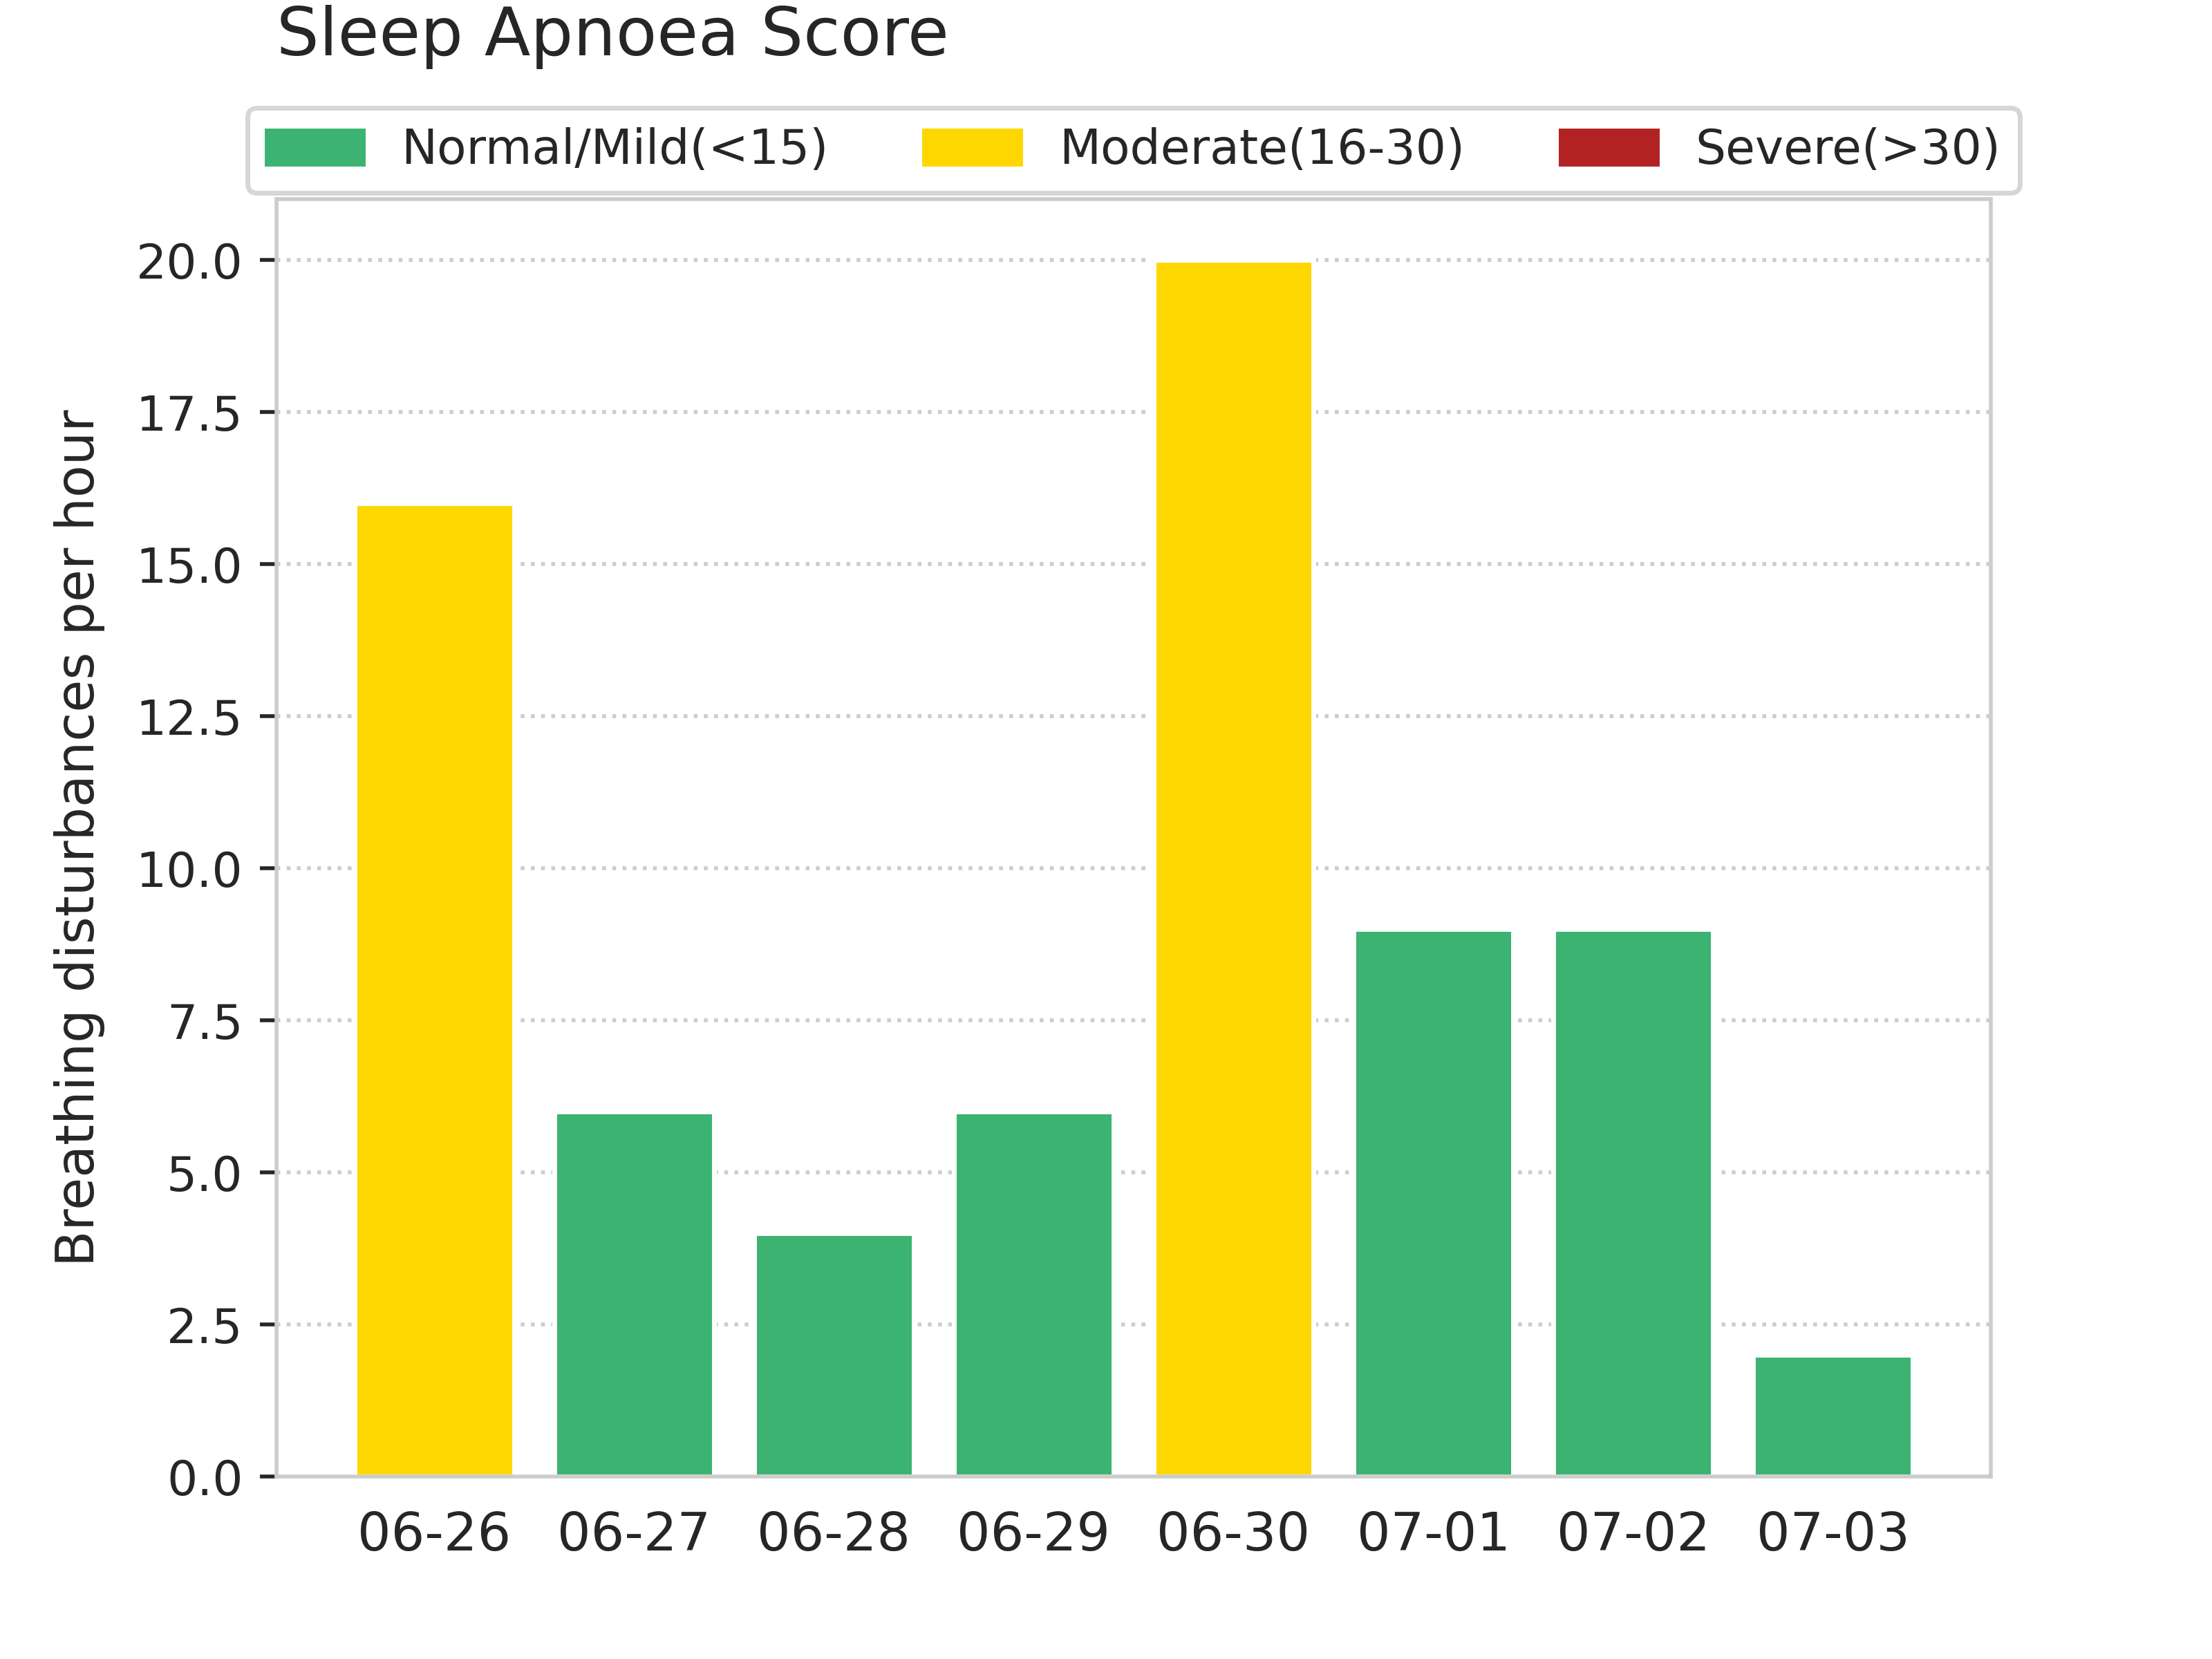 Sleep Apnoea Score
Normal/Mild(<15) Moderate(16-30) Severe(>30)
Breathing disturbances per hour
20.0
17.5
15.0
12.5
10.0
7.5
5.0
2.5
0.0
06-26 06-27 06-28 06-29 06-30 07-01 07-02 07-03